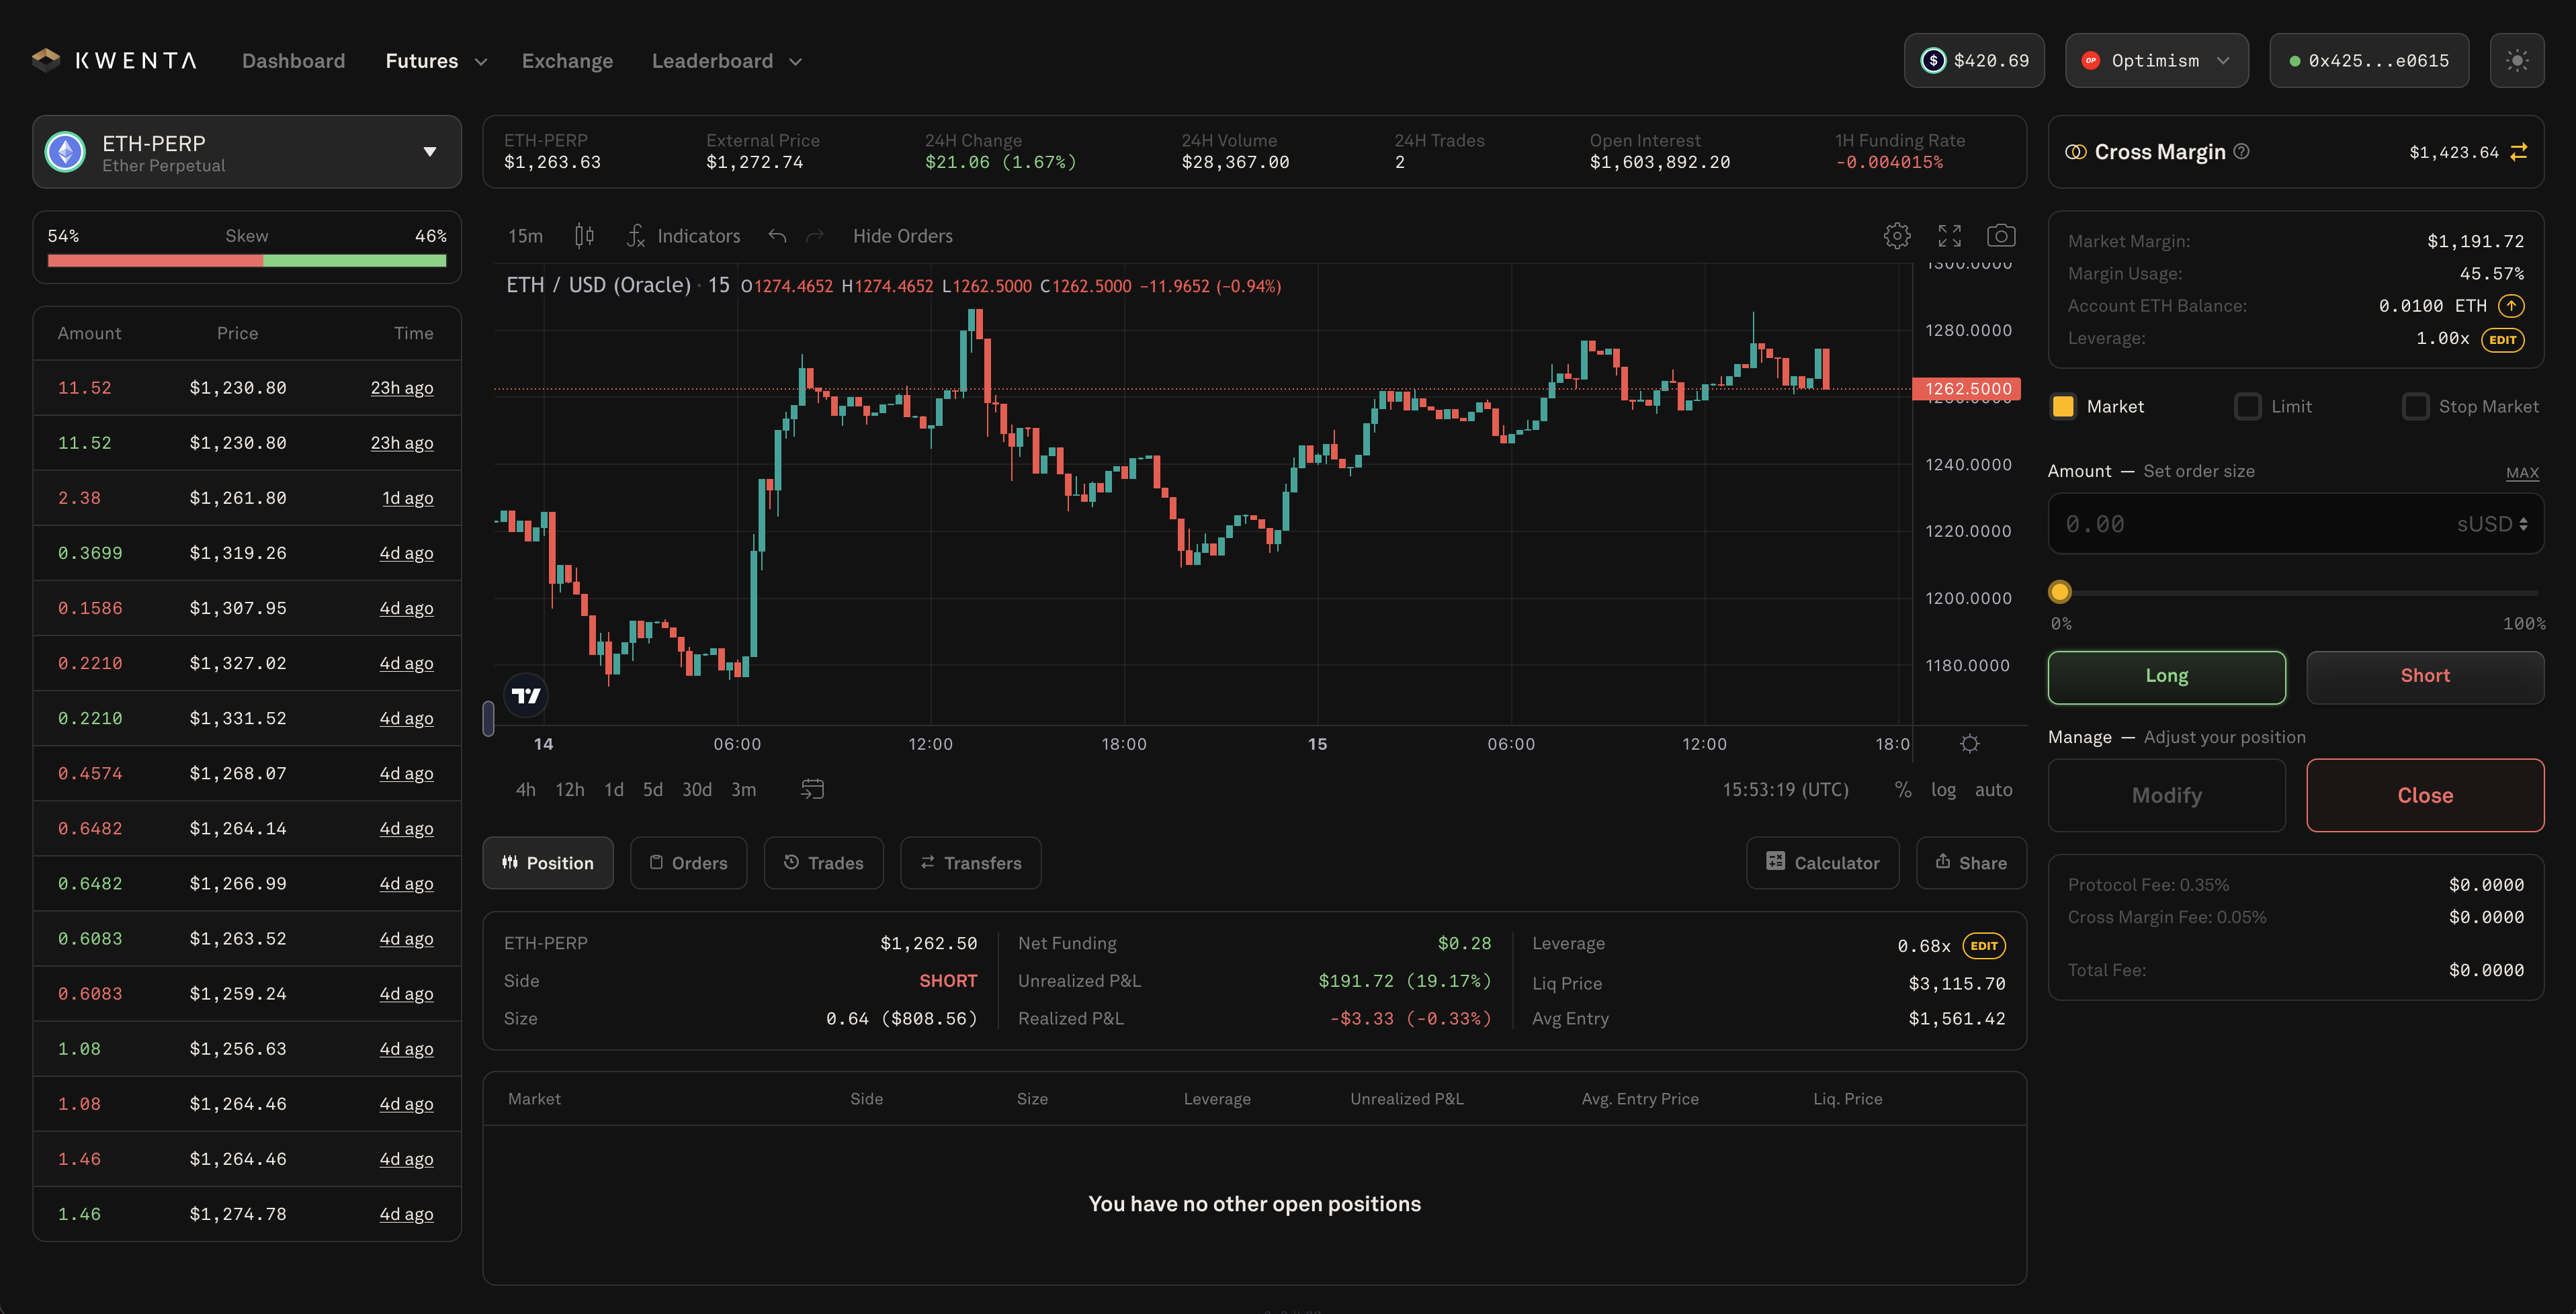 KWENTA Dashboard Futures Exchange Leaderboard $420.69 OP Optimism 0x425...e0615
ETH-PERP
Ether Perpetual
54% Skew 46%
Amount Price Time
11.52 $1,230.80 23h ago
11.52 $1,230.80 23h ago
2.38 $1,261.80 1d ago
0.3699 $1,319.26 4d ago
0.1586 $1,307.95 4d ago
0.2210 $1,327.02 4d ago
0.2210 $1,331.52 4d ago
0.4574 $1,268.07 4d ago
0.6482 $1,264.14 4d ago
0.6482 $1,266.99 4d ago
0.6083 $1,263.52 4d ago
0.6083 $1,259.24 4d ago
1.08 $1,256.63 4d ago
1.08 $1,264.46 4d ago
1.46 $1,264.46 4d ago
1.46 $1,274.78 4d ago
ETH-PERP External Price 24H Change 24H Volume 24H Trades Open Interest 1H Funding Rate
$1,263.63 $1,272.74 $21.06 (1.67%) $28,367.00 2 $1,603,892.20 -0.004015%
15m Indicators Hide Orders
ETH / USD (Oracle) · 15 O1274.4652 H1274.4652 L1262.5000 C1262.5000 −11.9652 (−0.94%)
1300.0000
1280.0000
1262.5000
1240.0000
1220.0000
1200.0000
1180.0000
14 06:00 12:00 18:00 15 06:00 12:00 18:0
4h 12h 1d 5d 30d 3m 15:53:19 (UTC) % log auto
Position Orders Trades Transfers Calculator Share
ETH-PERP $1,262.50
Side SHORT
Size 0.64 ($808.56)
Net Funding $0.28
Unrealized P&L $191.72 (19.17%)
Realized P&L -$3.33 (-0.33%)
Leverage 0.68x EDIT
Liq Price $3,115.70
Avg Entry $1,561.42
Market Side Size Leverage Unrealized P&L Avg. Entry Price Liq. Price
You have no other open positions
Cross Margin $1,423.64
Market Margin: $1,191.72
Margin Usage: 45.57%
Account ETH Balance: 0.0100 ETH
Leverage: 1.00x EDIT
Market Limit Stop Market
Amount — Set order size MAX
0.00 sUSD
0% 100%
Long Short
Manage — Adjust your position
Modify Close
Protocol Fee: 0.35% $0.0000
Cross Margin Fee: 0.05% $0.0000
Total Fee: $0.0000